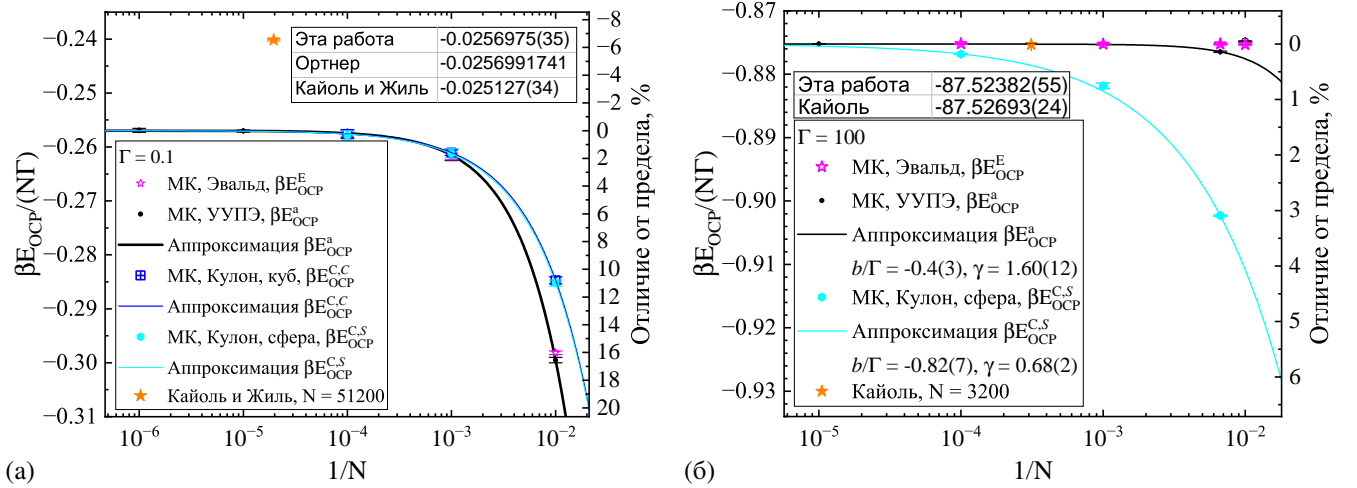 βE_OCP/(NΓ)
−0.24
−0.25
−0.26
−0.27
−0.28
−0.29
−0.30
−0.31
Эта работа -0.0256975(35)
Ортнер -0.0256991741
Кайоль и Жиль -0.025127(34)
Γ = 0.1
МК, Эвальд, βE^E_OCP
МК, УУПЭ, βE^a_OCP
Аппроксимация βE^a_OCP
МК, Кулон, куб, βE^C,C_OCP
Аппроксимация βE^C,C_OCP
МК, Кулон, сфера, βE^C,S_OCP
Аппроксимация βE^C,S_OCP
Кайоль и Жиль, N = 51200
−8
−6
−4
−2
0
2
4
6
8
10
12
14
16
18
20
Отличие от предела, %
10^−6 10^−5 10^−4 10^−3 10^−2
1/N
(а)
βE_OCP/(NΓ)
−0.87
−0.88
−0.89
−0.90
−0.91
−0.92
−0.93
Эта работа -87.52382(55)
Кайоль -87.52693(24)
Γ = 100
МК, Эвальд, βE^E_OCP
МК, УУПЭ, βE^a_OCP
Аппроксимация βE^a_OCP
b/Γ = -0.4(3), γ = 1.60(12)
МК, Кулон, сфера, βE^C,S_OCP
Аппроксимация βE^C,S_OCP
b/Γ = -0.82(7), γ = 0.68(2)
Кайоль, N = 3200
0
1
2
3
4
5
6
Отличие от предела, %
10^−5 10^−4 10^−3 10^−2
1/N
(б)